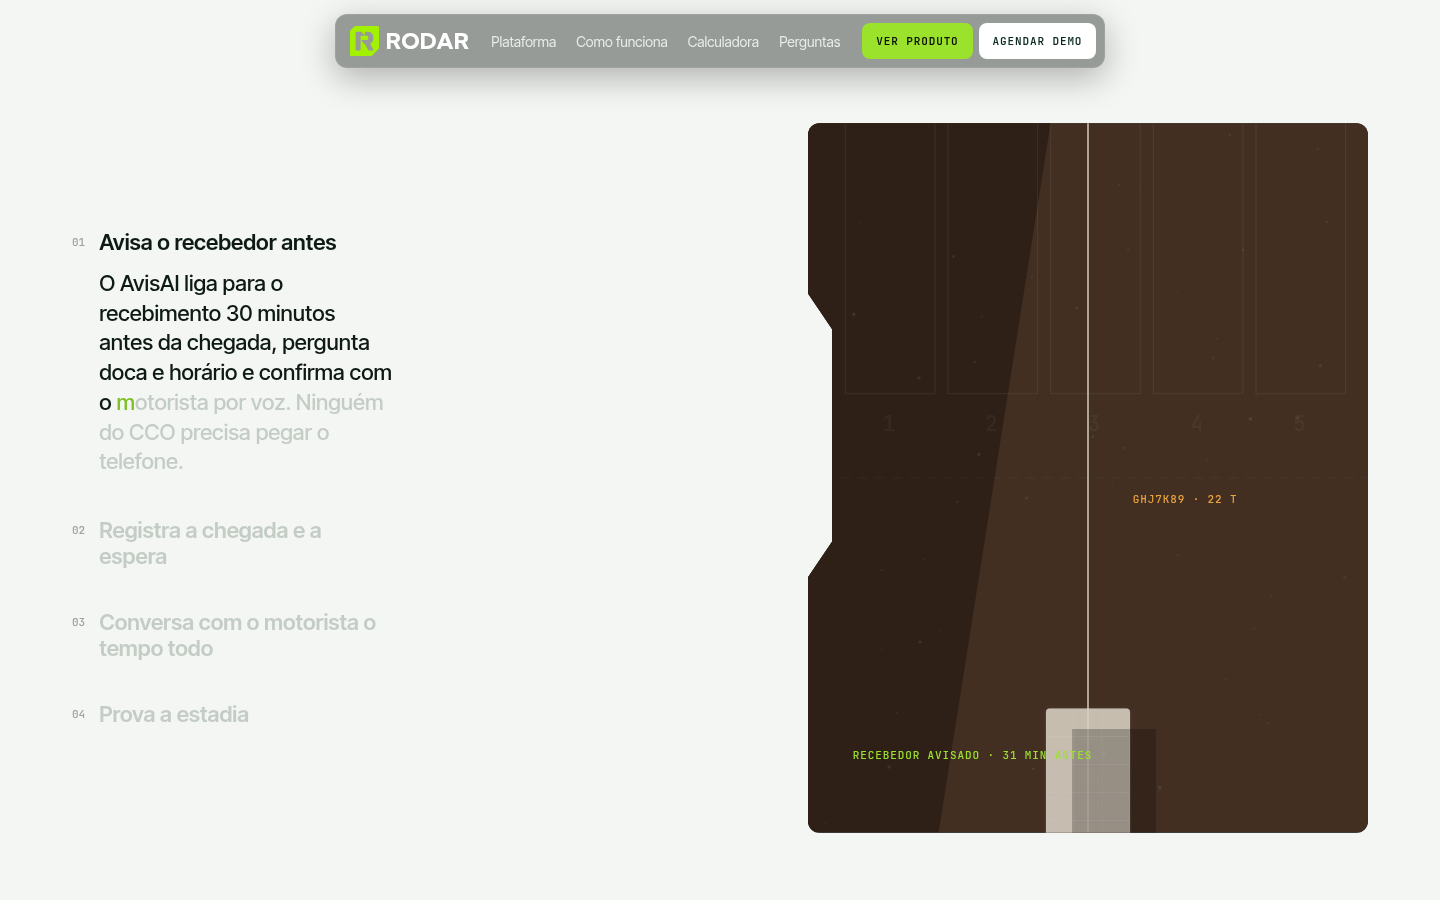 RODAR
Plataforma
Como funciona
Calculadora
Perguntas
VER PRODUTO
AGENDAR DEMO
01
Avisa o recebedor antes
O AvisAI liga para o
recebimento 30 minutos
antes da chegada, pergunta
doca e horário e confirma com
o motorista por voz. Ninguém
do CCO precisa pegar o
telefone.
02
Registra a chegada e a
espera
03
Conversa com o motorista o
tempo todo
04
Prova a estadia
1 2 3 4 5
GHJ7K89 · 22 T
RECEBEDOR AVISADO · 31 MIN ANTES